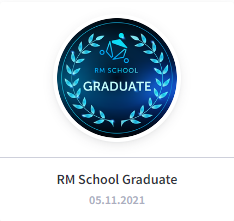 RM SCHOOL
GRADUATE
RM School Graduate
05.11.2021